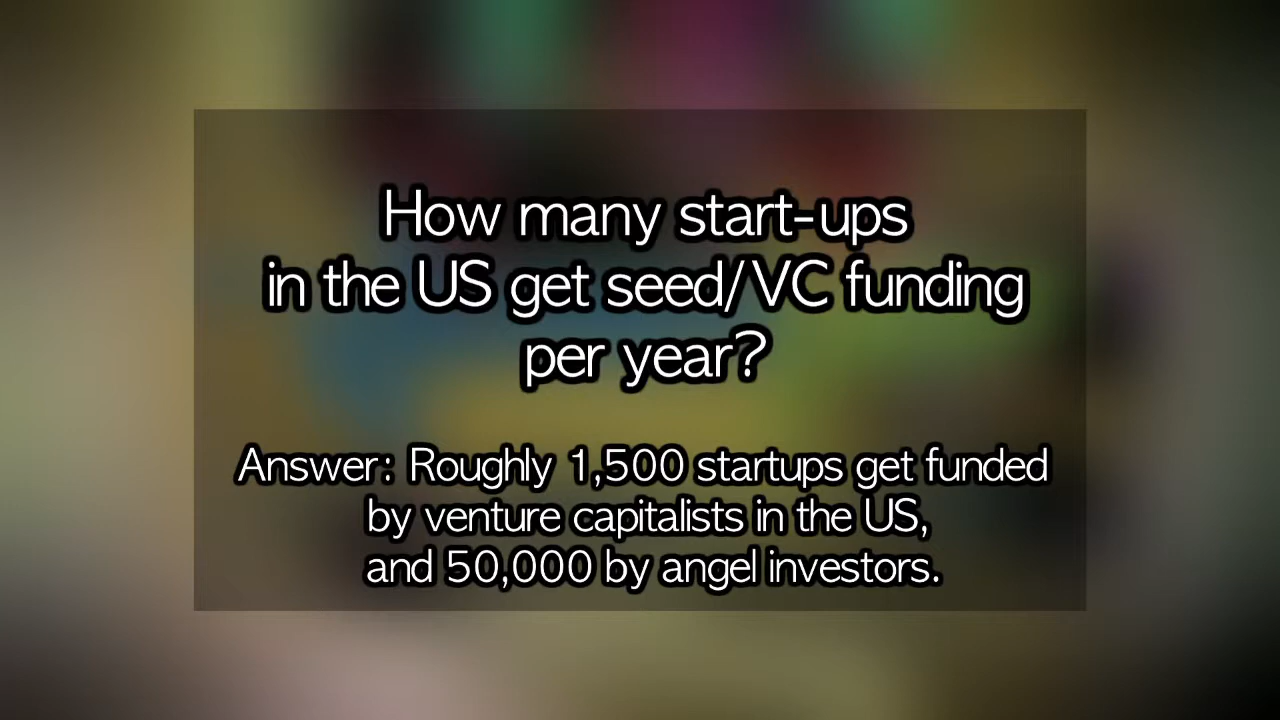 How many start-ups
in the US get seed/VC funding
per year?
Answer: Roughly 1,500 startups get funded
by venture capitalists in the US,
and 50,000 by angel investors.